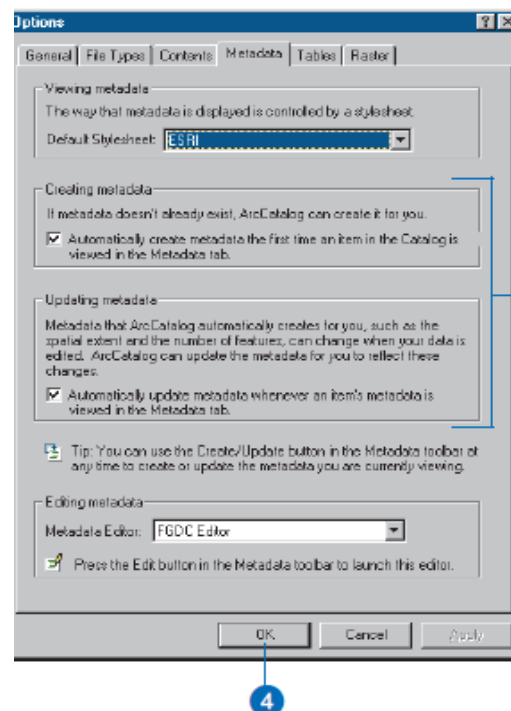 Options
General File Types Contents Metadata Tables Raster
Viewing metadata
The way that metadata is displayed is controlled by a stylesheet.
Default Stylesheet: ESRI
Creating metadata
If metadata doesn't already exist, ArcCatalog can create it for you.
Automatically create metadata the first time an item in the Catalog is
viewed in the Metadata tab.
Updating metadata
Metadata that ArcCatalog automatically creates for you, such as the
spatial extent and the number of features, can change when your data is
edited. ArcCatalog can update the metadata for you to reflect these
changes.
Automatically update metadata whenever an item's metadata is
viewed in the Metadata tab.
Tip: You can use the Create/Update button in the Metadata toolbar at
any time to create or update the metadata you are currently viewing.
Editing metadata
Metadata Editor: FGDC Editor
Press the Edit button in the Metadata toolbar to launch this editor.
OK Cancel Apply
4